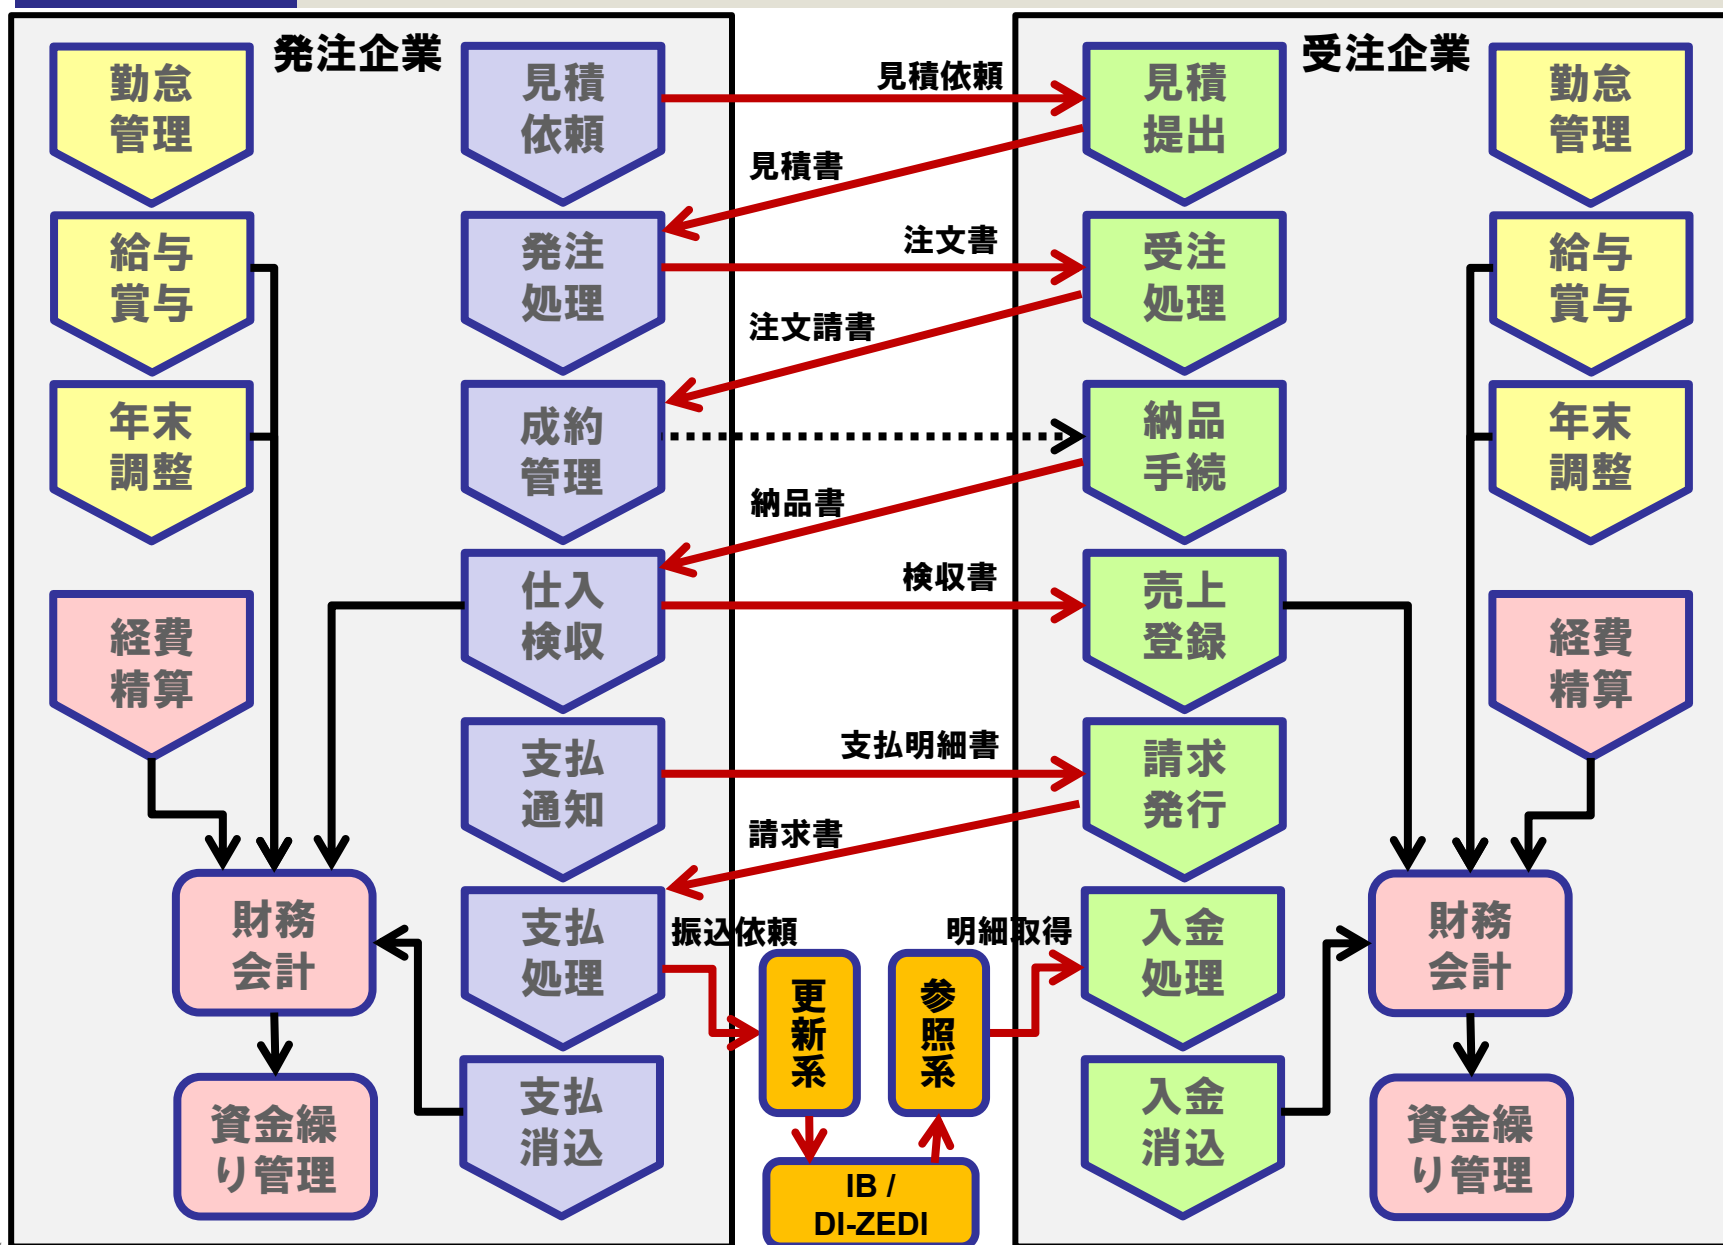 発注企業
受注企業
勤怠
管理
給与
賞与
年末
調整
経費
精算
財務
会計
資金繰
り管理
見積
依頼
発注
処理
成約
管理
仕入
検収
支払
通知
支払
処理
支払
消込
見積依頼
見積書
注文書
注文請書
納品書
検収書
支払明細書
請求書
振込依頼
明細取得
更新系
参照系
IB /
DI-ZEDI
見積
提出
受注
処理
納品
手続
売上
登録
請求
発行
入金
処理
入金
消込
勤怠
管理
給与
賞与
年末
調整
経費
精算
財務
会計
資金繰
り管理